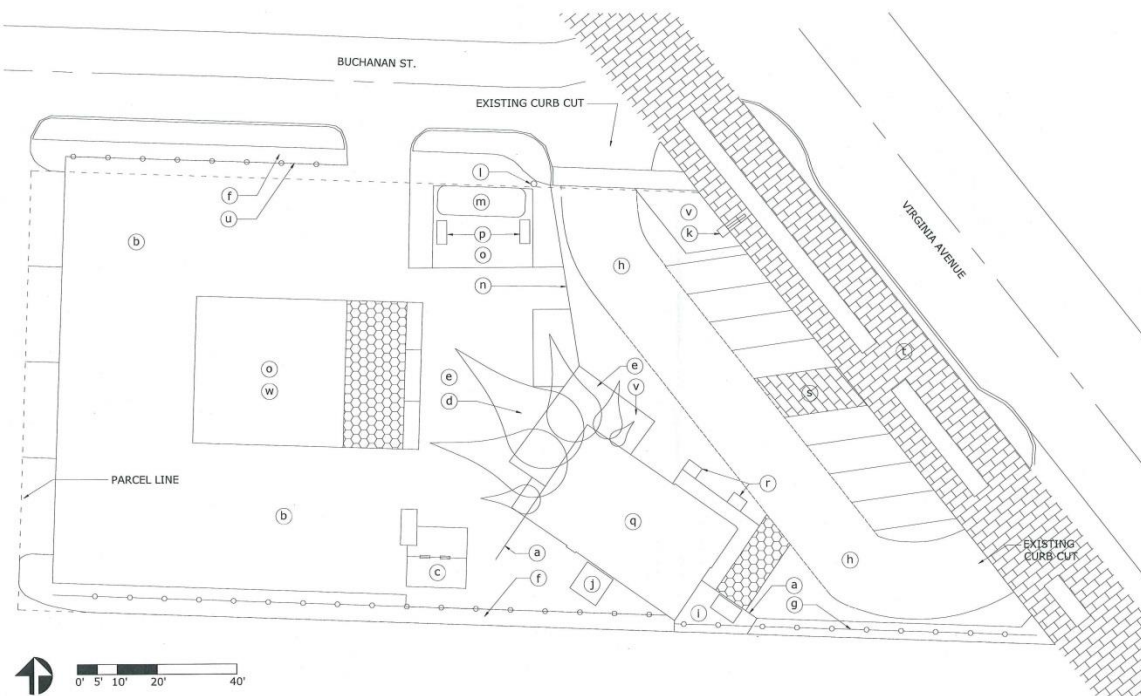 BUCHANAN ST.
EXISTING CURB CUT
VIRGINIA AVENUE
l
f
m
v
u
p
k
b
o
h
n
t
e
o
e
w
d
v
s
PARCEL LINE
r
b
q
EXISTING
CURB CUT
a
h
c
j
a
f
i
g
0' 5' 10' 20' 40'